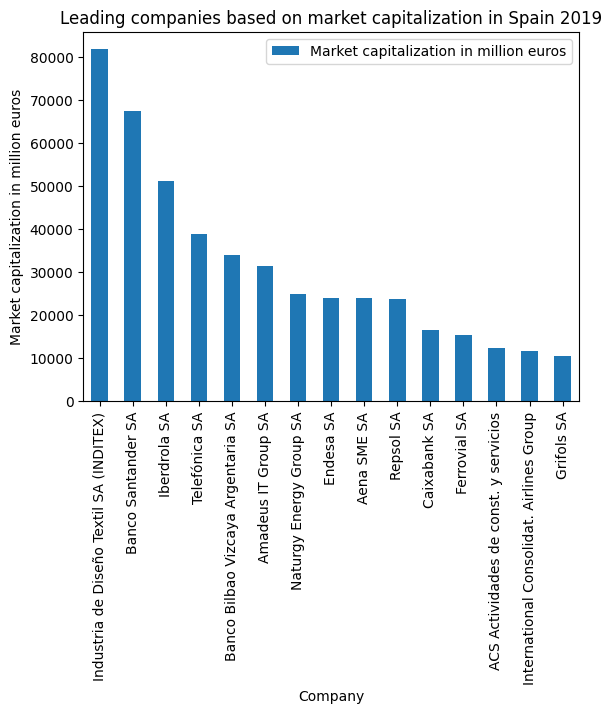 Leading companies based on market capitalization in Spain 2019
Market capitalization in million euros
Market capitalization in million euros
80000
70000
60000
50000
40000
30000
20000
10000
0
Industria de Diseño Textil SA (INDITEX)
Banco Santander SA
Iberdrola SA
Telefónica SA
Banco Bilbao Vizcaya Argentaria SA
Amadeus IT Group SA
Naturgy Energy Group SA
Endesa SA
Aena SME SA
Repsol SA
Caixabank SA
Ferrovial SA
ACS Actividades de const. y servicios
International Consolidat. Airlines Group
Grifols SA
Company